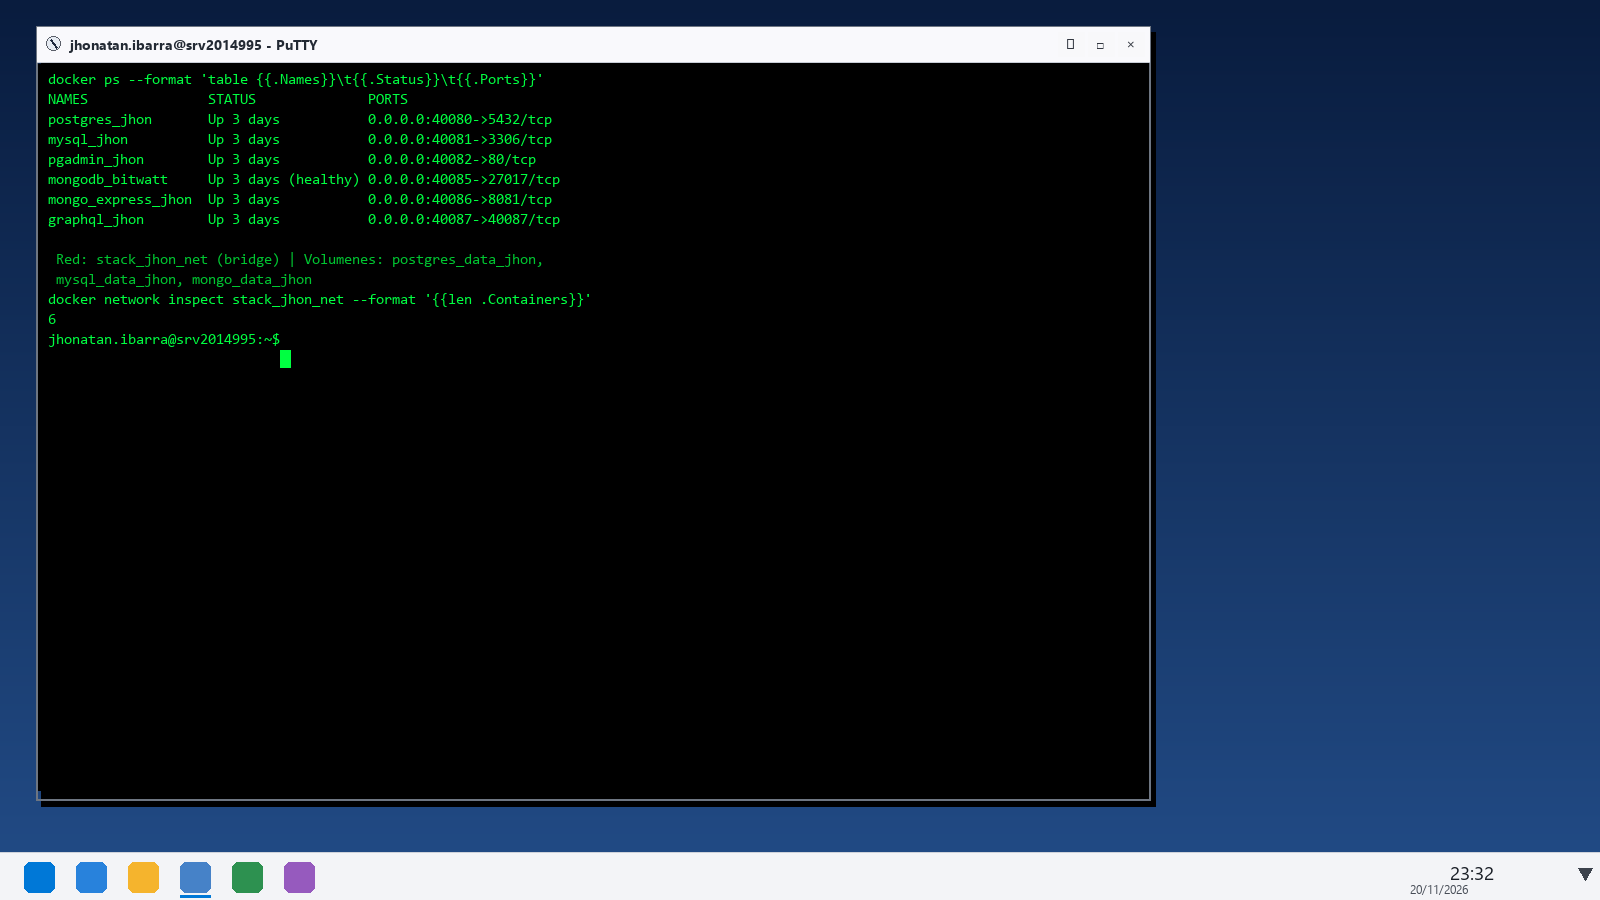 jhonatan.ibarra@srv2014995 - PuTTY
docker ps --format 'table {{.Names}}\t{{.Status}}\t{{.Ports}}'
NAMES               STATUS              PORTS
postgres_jhon       Up 3 days           0.0.0.0:40080->5432/tcp
mysql_jhon          Up 3 days           0.0.0.0:40081->3306/tcp
pgadmin_jhon        Up 3 days           0.0.0.0:40082->80/tcp
mongodb_bitwatt     Up 3 days (healthy) 0.0.0.0:40085->27017/tcp
mongo_express_jhon  Up 3 days           0.0.0.0:40086->8081/tcp
graphql_jhon        Up 3 days           0.0.0.0:40087->40087/tcp
Red: stack_jhon_net (bridge) | Volumenes: postgres_data_jhon,
mysql_data_jhon, mongo_data_jhon
docker network inspect stack_jhon_net --format '{{len .Containers}}'
6
jhonatan.ibarra@srv2014995:~$
23:32
20/11/2026